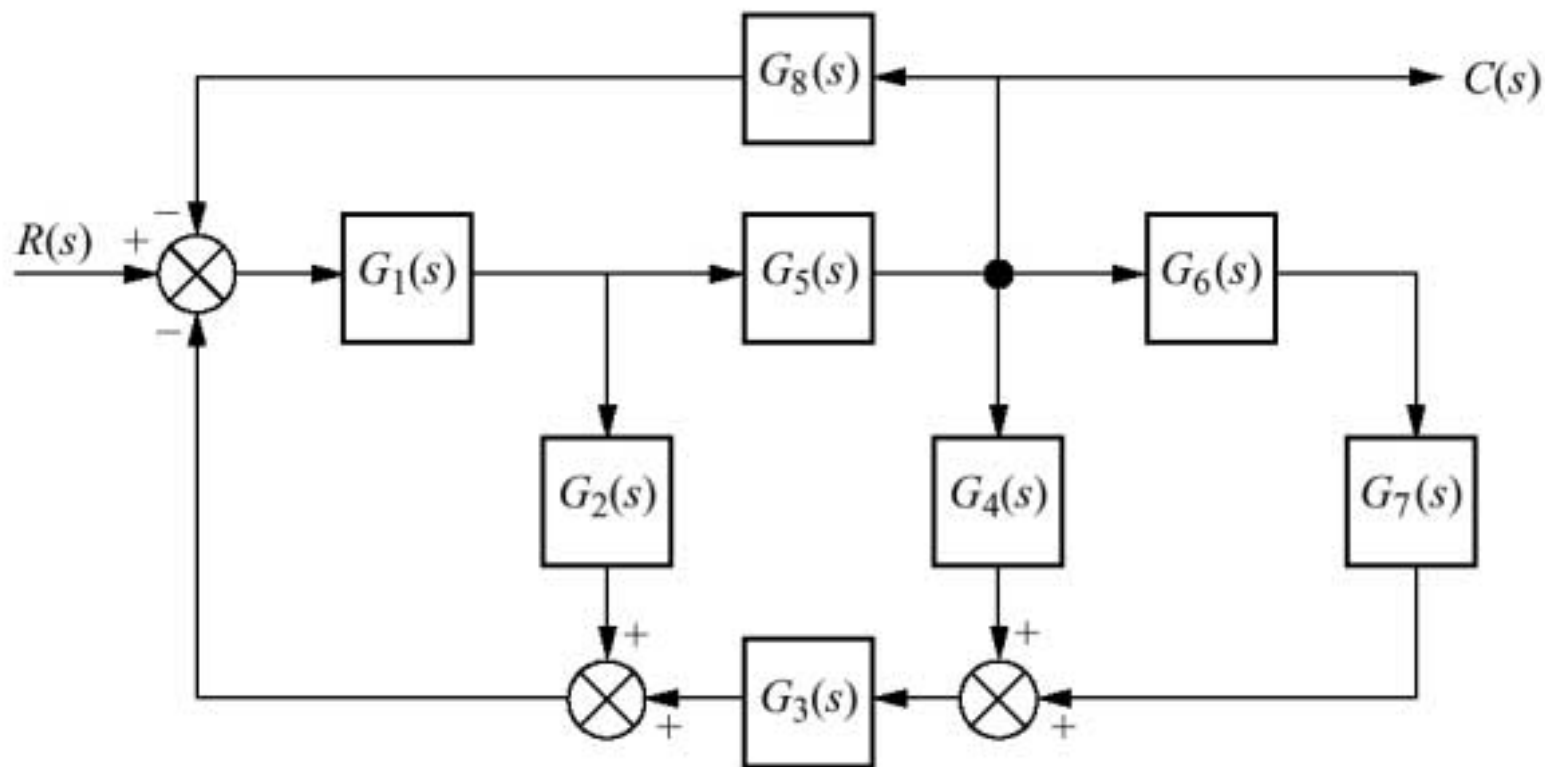 G₈(s)
C(s)
−
R(s) +
G₁(s)
G₅(s)
G₆(s)
−
G₂(s)
G₄(s)
G₇(s)
+
+
G₃(s)
+
+